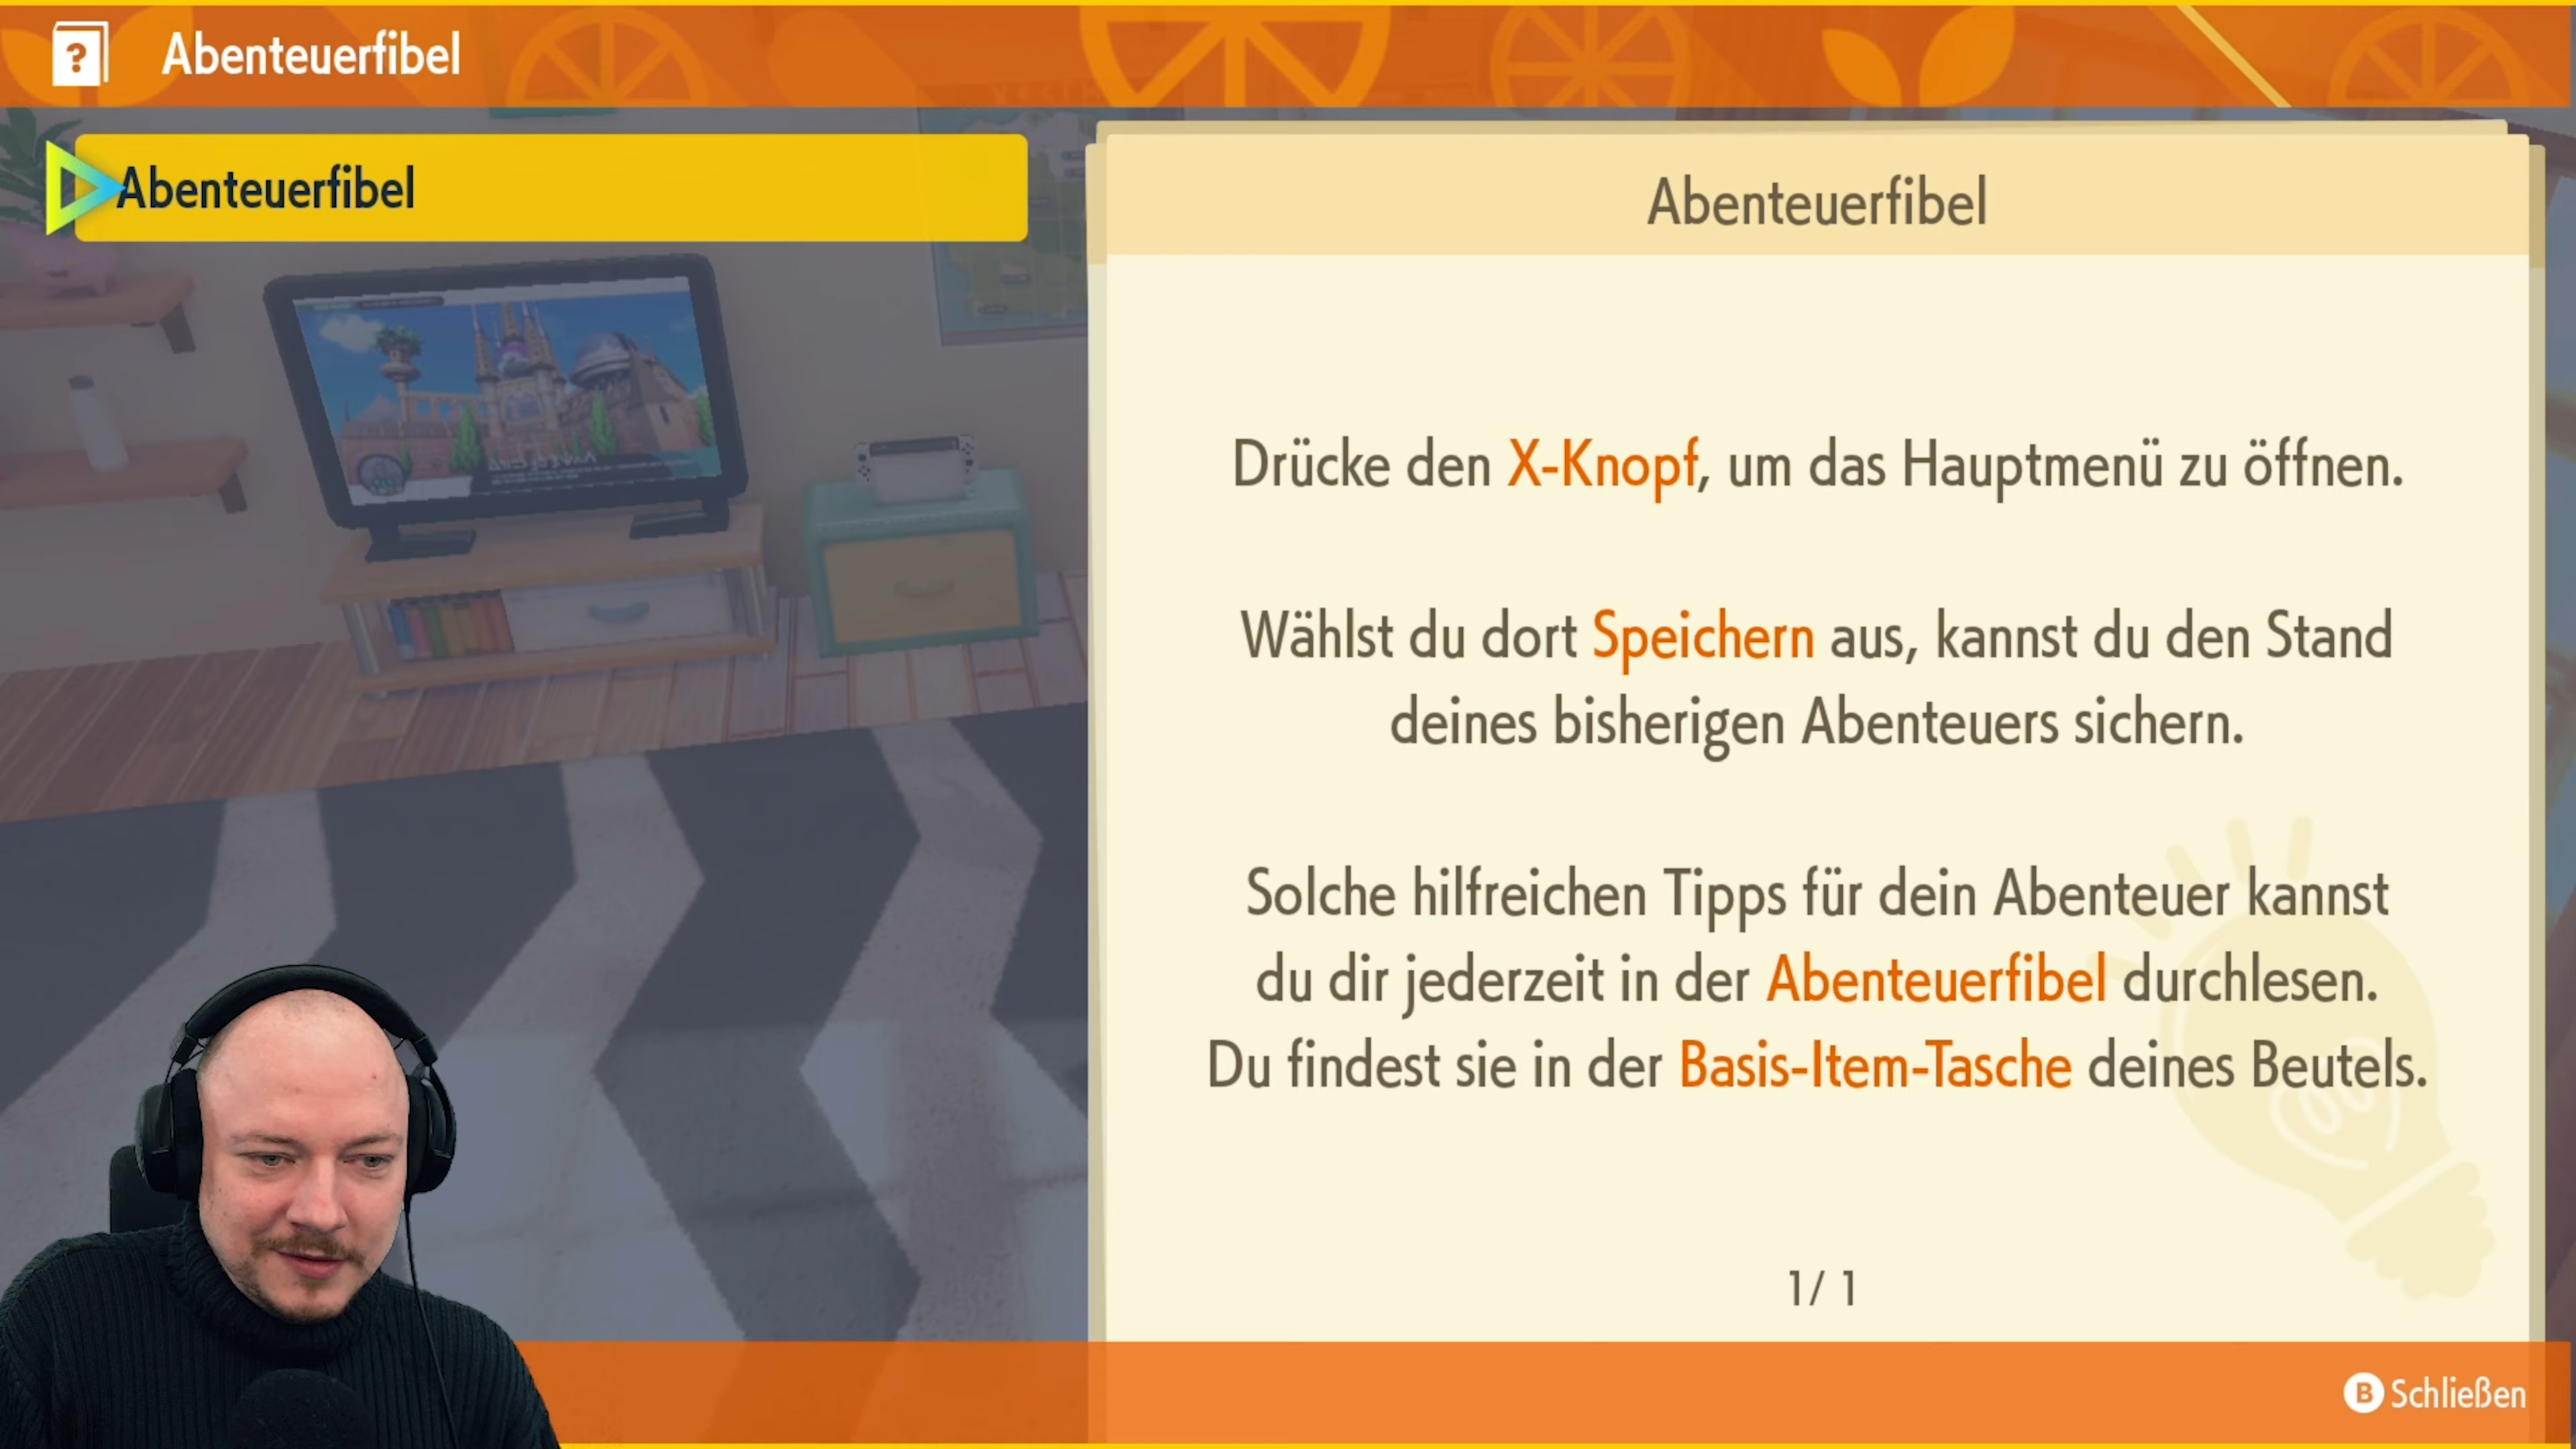 Abenteuerfibel
Abenteuerfibel
Abenteuerfibel
Drücke den X-Knopf, um das Hauptmenü zu öffnen.
Wählst du dort Speichern aus, kannst du den Stand
deines bisherigen Abenteuers sichern.
Solche hilfreichen Tipps für dein Abenteuer kannst
du dir jederzeit in der Abenteuerfibel durchlesen.
Du findest sie in der Basis-Item-Tasche deines Beutels.
1/ 1
B Schließen